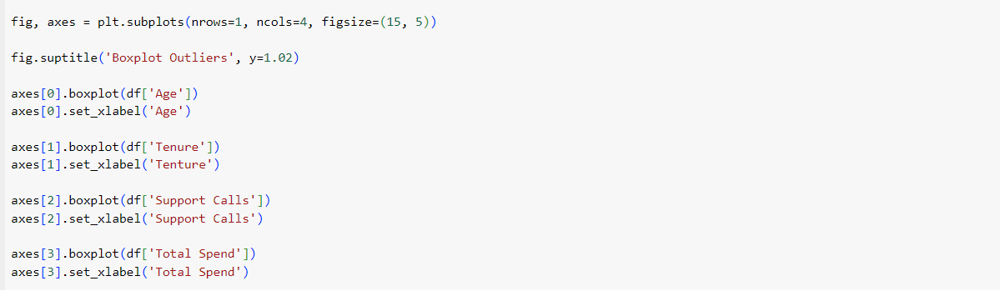 fig, axes = plt.subplots(nrows=1, ncols=4, figsize=(15, 5))
fig.suptitle('Boxplot Outliers', y=1.02)
axes[0].boxplot(df['Age'])
axes[0].set_xlabel('Age')
axes[1].boxplot(df['Tenure'])
axes[1].set_xlabel('Tenture')
axes[2].boxplot(df['Support Calls'])
axes[2].set_xlabel('Support Calls')
axes[3].boxplot(df['Total Spend'])
axes[3].set_xlabel('Total Spend')